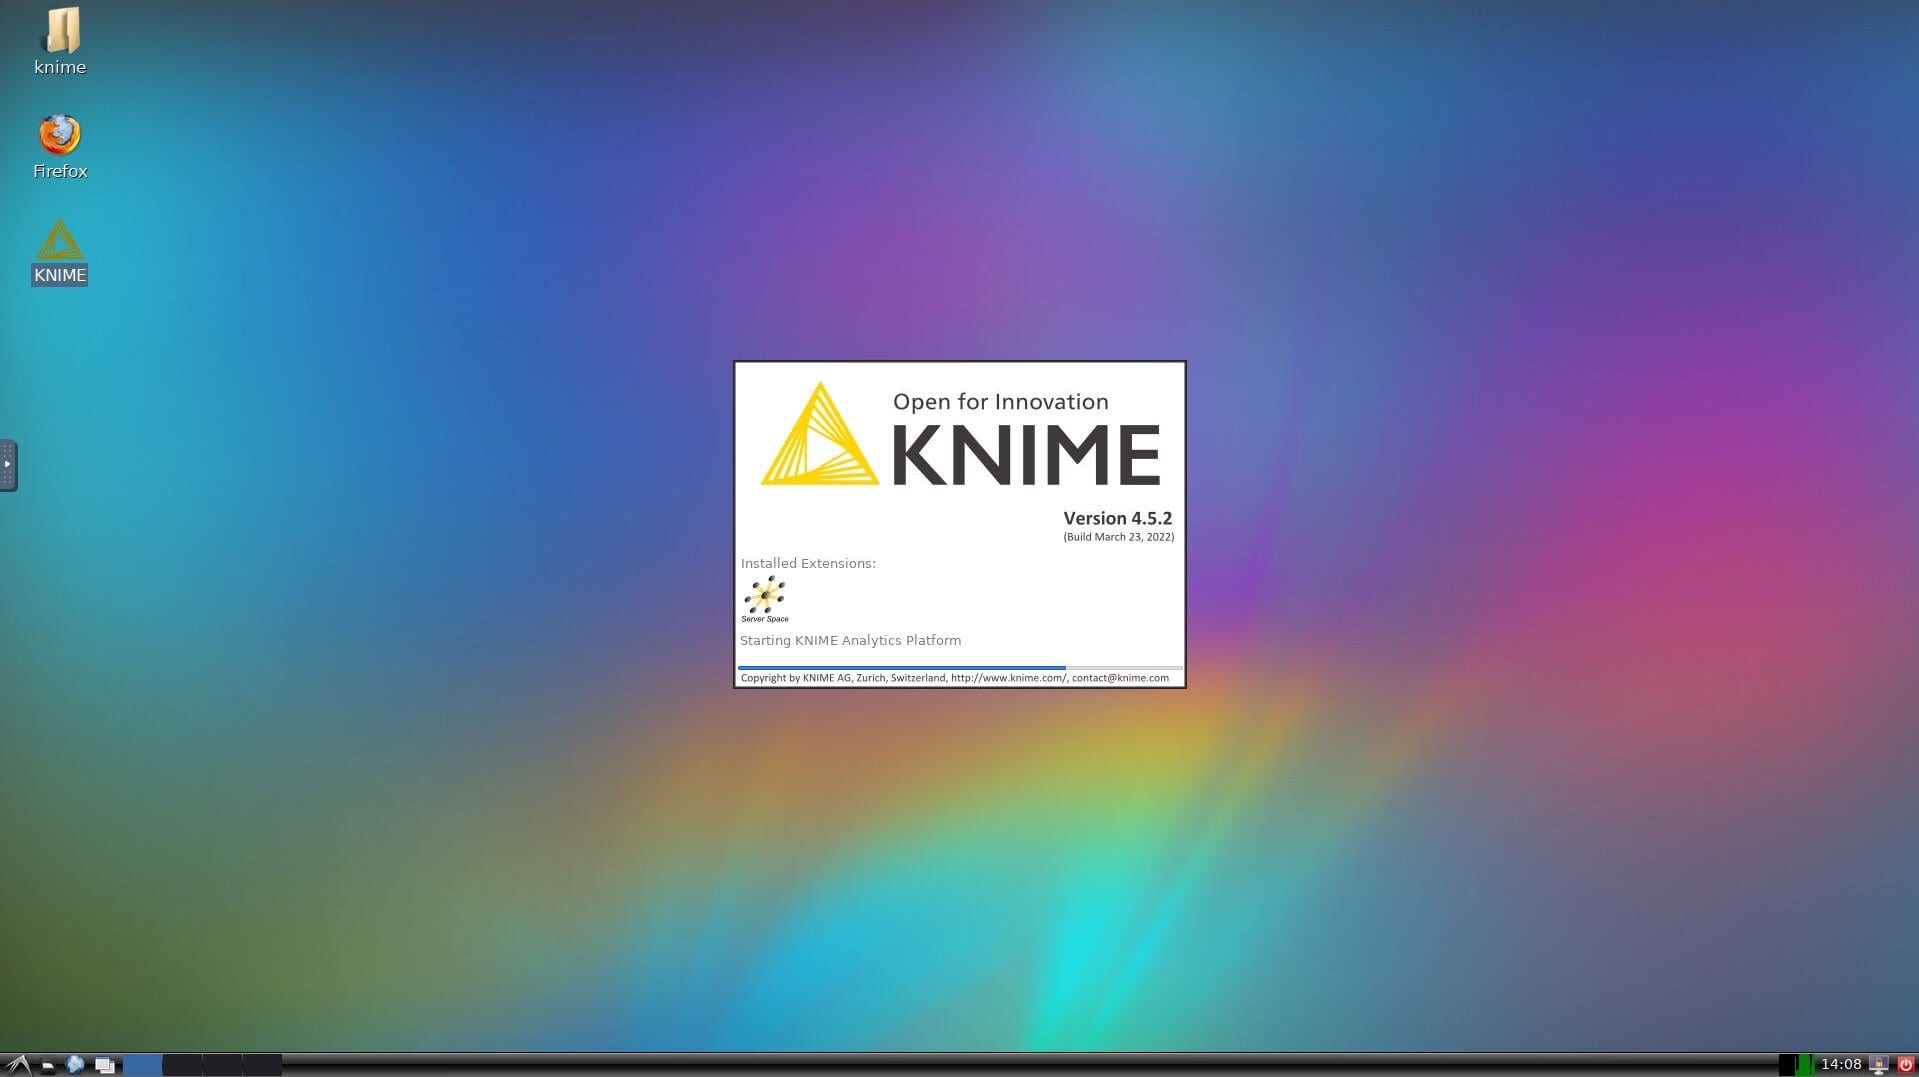 knime
Firefox
KNIME
Open for Innovation
KNIME
Version 4.5.2
(Build March 23, 2022)
Installed Extensions:
Server Space
Starting KNIME Analytics Platform
Copyright by KNIME AG, Zurich, Switzerland, http://www.knime.com/, contact@knime.com
14:08